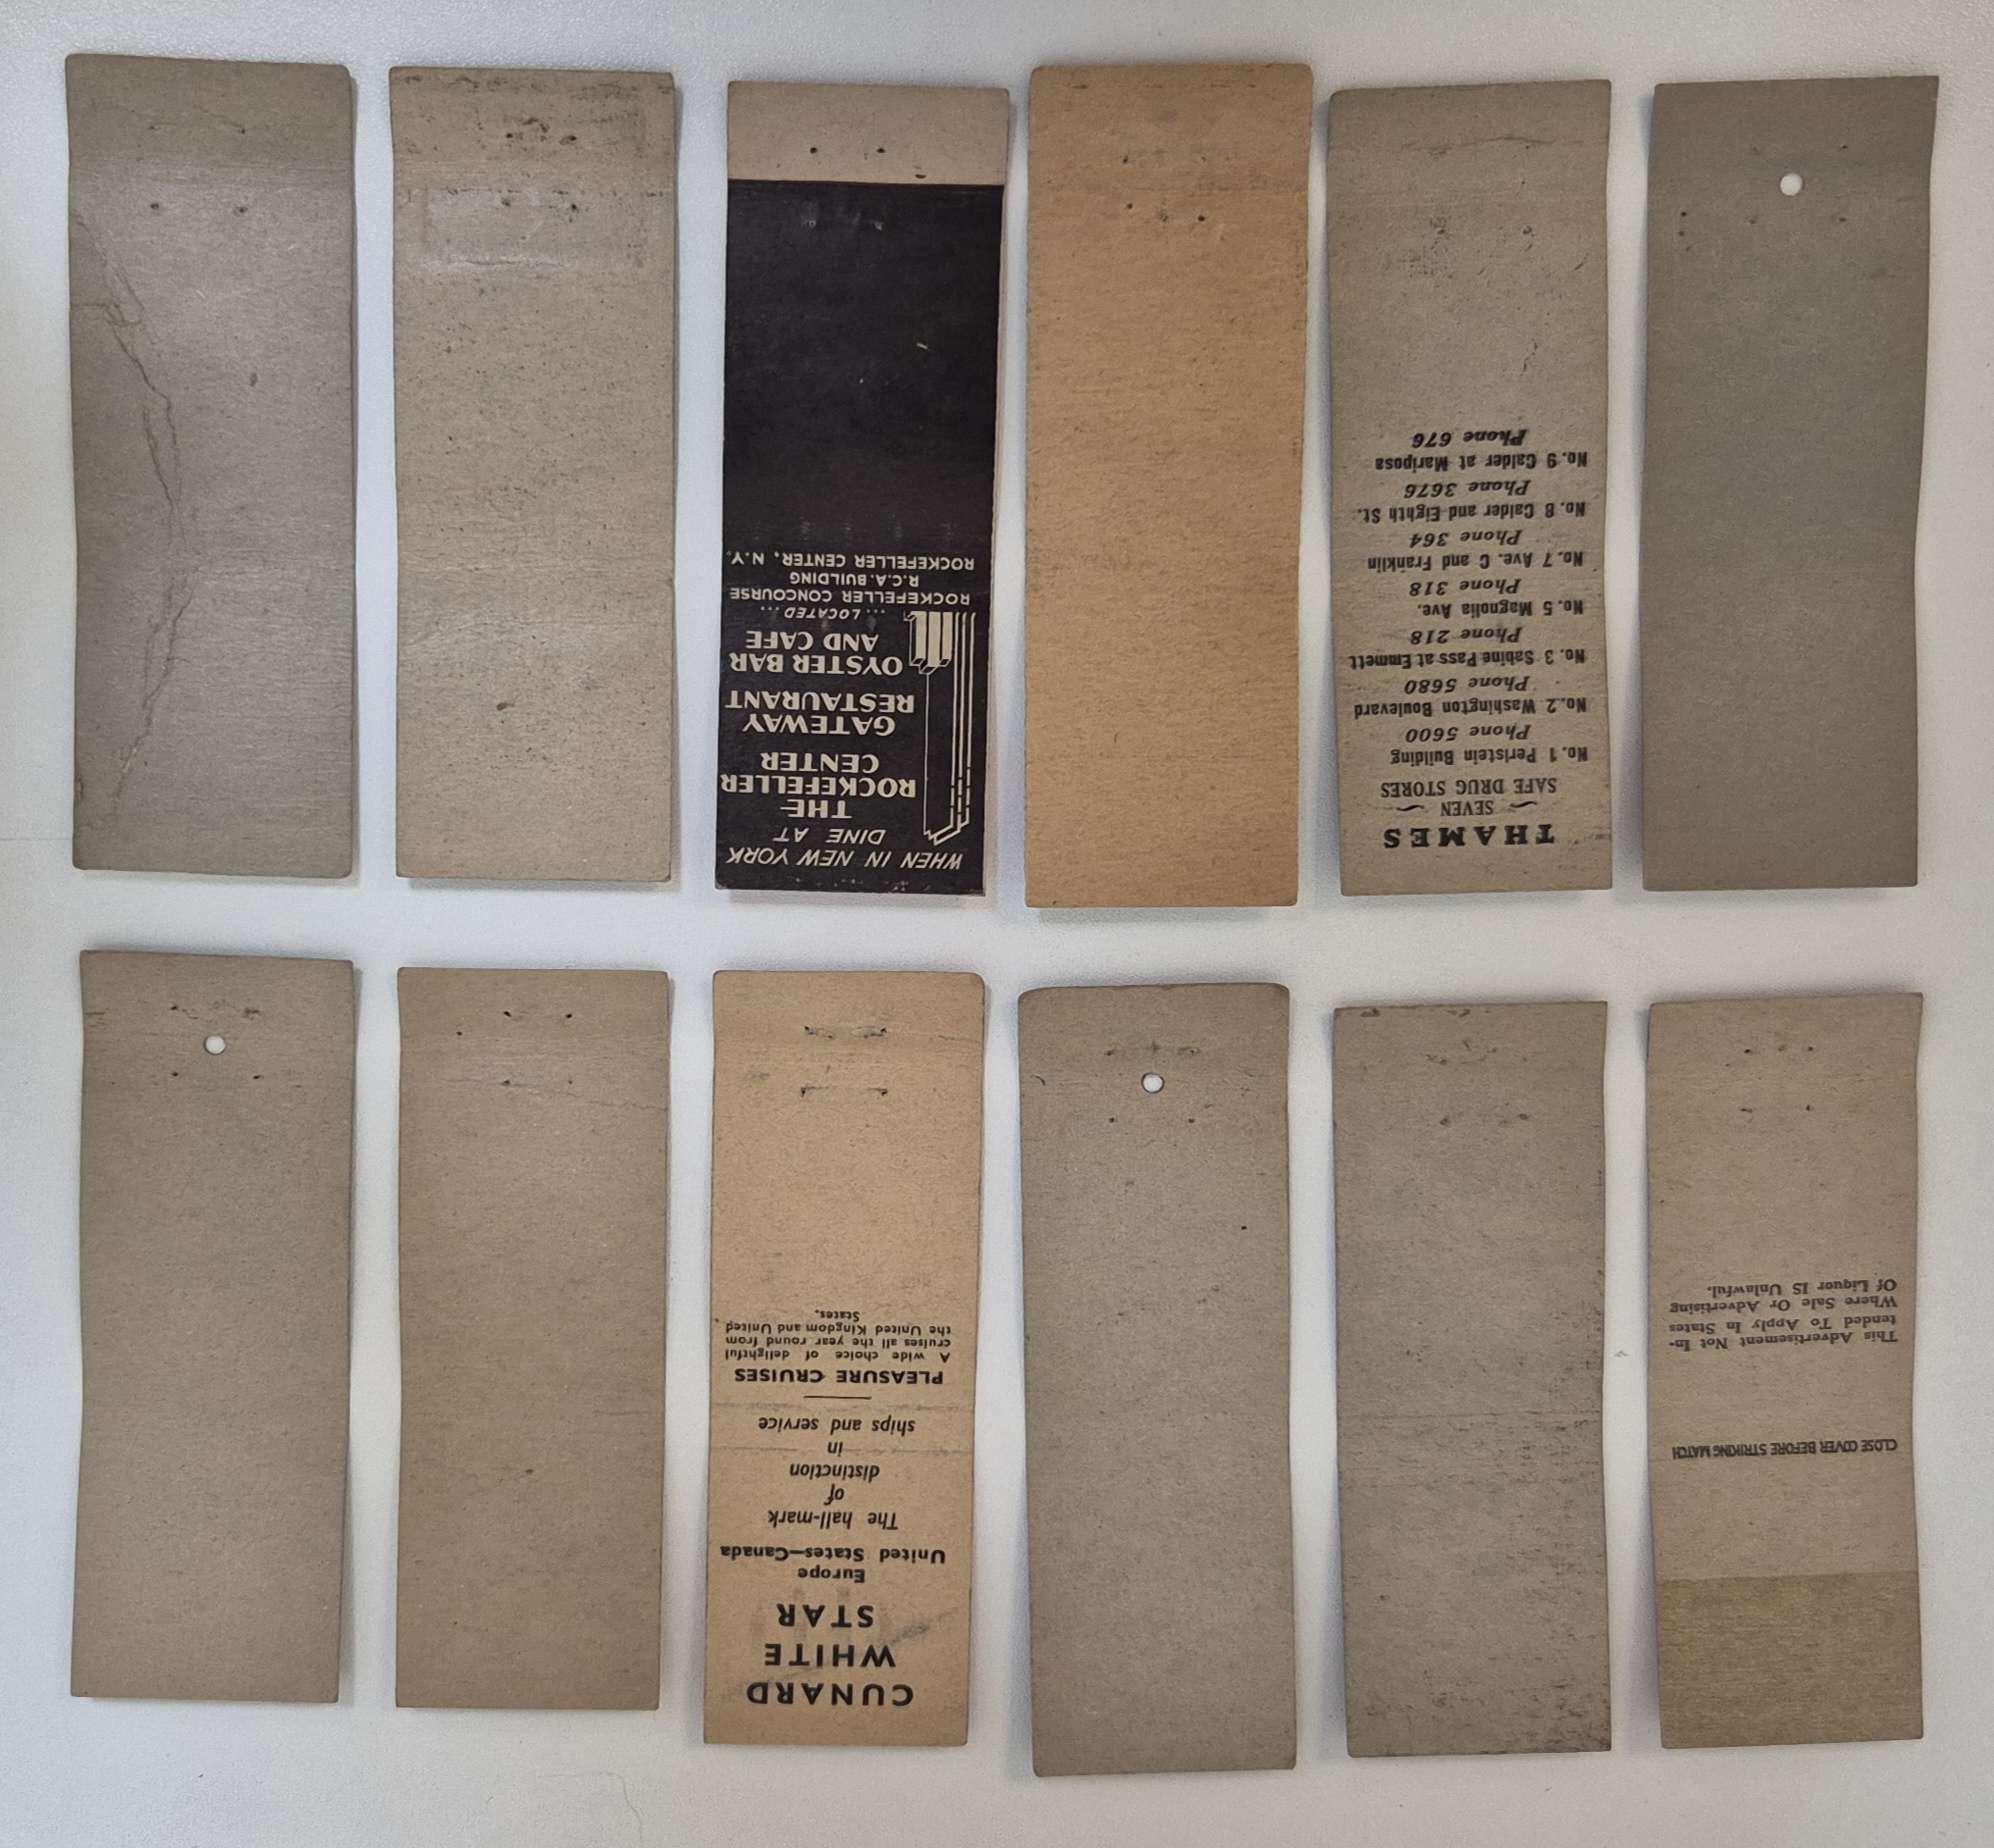 WHEN IN NEW YORK
DINE AT
THE
ROCKEFELLER
CENTER
GATEWAY
RESTAURANT
OYSTER BAR
AND CAFE
... LOCATED ...
ROCKEFELLER CONCOURSE
R.C.A. BUILDING
ROCKEFELLER CENTER, N.Y.
THAMES
SEVEN
SAFE DRUG STORES
No. 1 Perlstein Building
Phone 5600
No. 2 Washington Boulevard
Phone 5680
No. 3 Sabine Pass at Emmett
Phone 218
No. 5 Magnolia Ave.
Phone 318
No. 7 Ave. C and Franklin
Phone 364
No. 8 Calder and Eighth St.
Phone 3676
No. 9 Calder at Mariposa
Phone 676
CUNARD
WHITE
STAR
Europe
United States—Canada
The hall-mark
of
distinction
in
ships and service
PLEASURE CRUISES
A wide choice of delightful
cruises all the year round from
the United Kingdom and United
States.
CLOSE COVER BEFORE STRIKING MATCH
This Advertisement Not In-
tended To Apply In States
Where Sale Or Advertising
Of Liquor IS Unlawful.